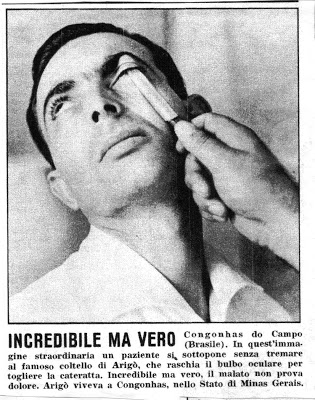 INCREDIBILE MA VERO Congonhas do Campo
(Brasile). In quest'imma-
gine straordinaria un paziente si sottopone senza tremare
al famoso coltello di Arigò, che raschia il bulbo oculare per
togliere la cateratta. Incredibile ma vero, il malato non prova
dolore. Arigò viveva a Congonhas, nello Stato di Minas Gerais.